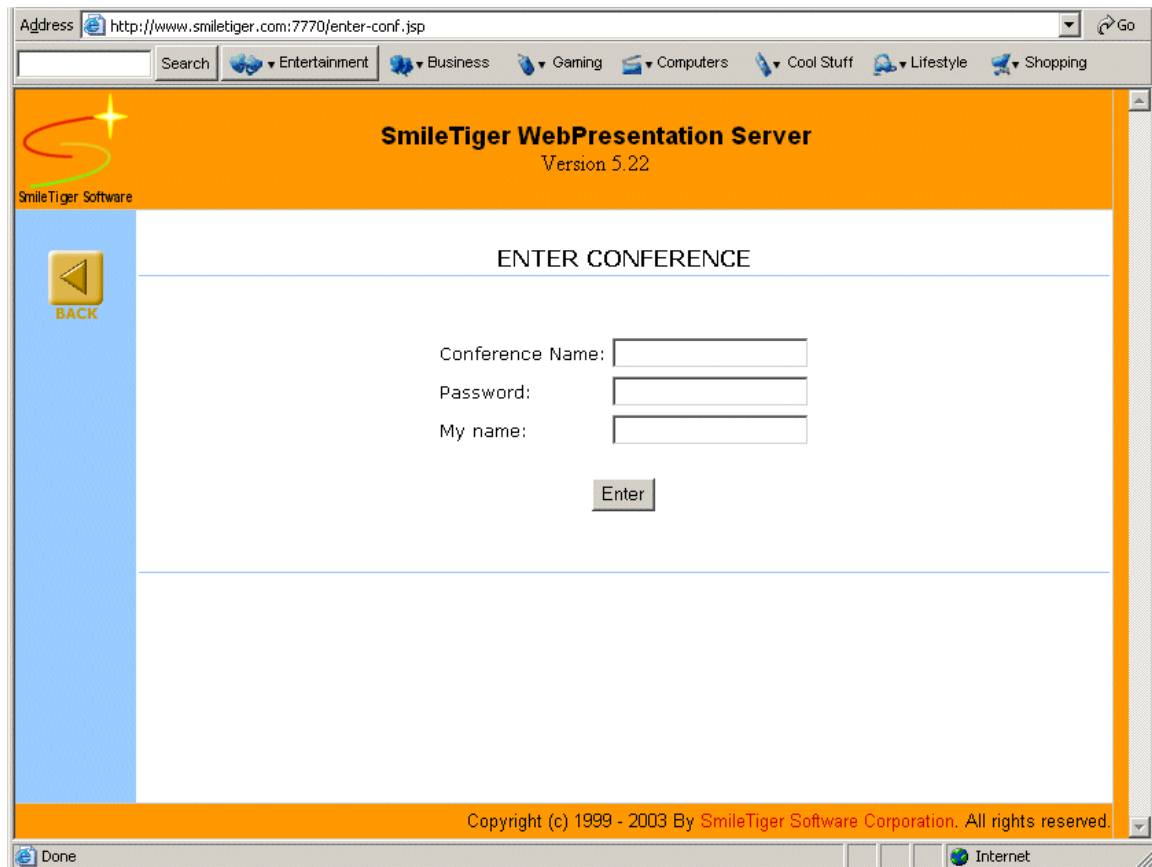 Address http://www.smiletiger.com:7770/enter-conf.jsp Go
Search Entertainment Business Gaming Computers Cool Stuff Lifestyle Shopping
SmileTiger WebPresentation Server
Version 5.22
SmileTiger Software
ENTER CONFERENCE
BACK
Conference Name:
Password:
My name:
Enter
Copyright (c) 1999 - 2003 By SmileTiger Software Corporation. All rights reserved.
Done Internet